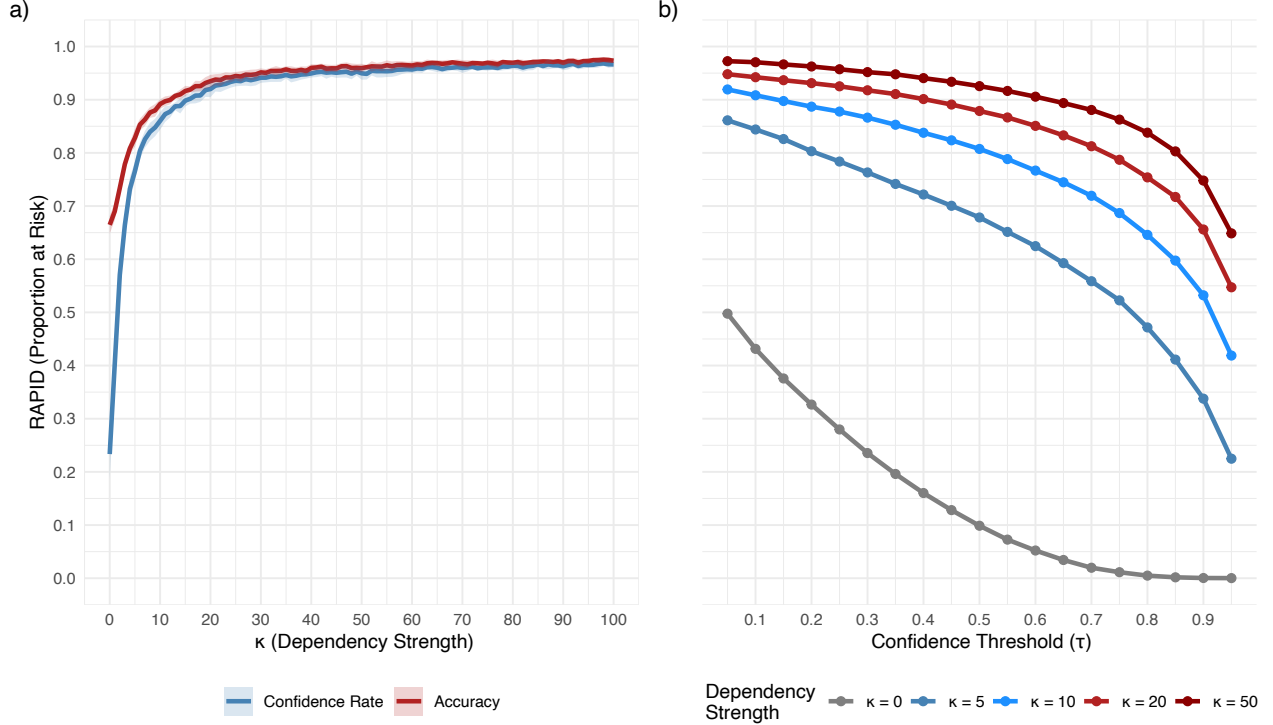 a)
b)
RAPID (Proportion at Risk)
1.0
0.9
0.8
0.7
0.6
0.5
0.4
0.3
0.2
0.1
0.0
0 10 20 30 40 50 60 70 80 90 100
κ (Dependency Strength)
0.1 0.2 0.3 0.4 0.5 0.6 0.7 0.8 0.9
Confidence Threshold (τ)
Confidence Rate Accuracy
Dependency
Strength
κ = 0 κ = 5 κ = 10 κ = 20 κ = 50